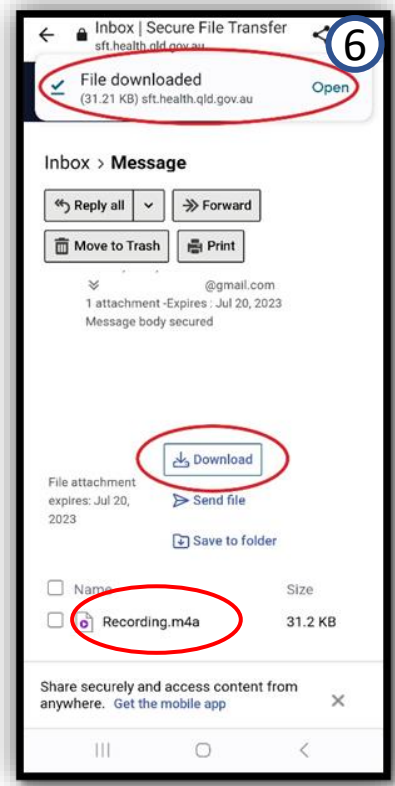 Inbox | Secure File Transfer
sft.health.qld.gov.au
6
File downloaded
(31.21 KB) sft.health.qld.gov.au
Open
Inbox > Message
Reply all
Forward
Move to Trash
Print
@gmail.com
1 attachment -Expires : Jul 20, 2023
Message body secured
Download
File attachment
expires: Jul 20,
2023
Send file
Save to folder
Name
Size
Recording.m4a
31.2 KB
Share securely and access content from
anywhere. Get the mobile app